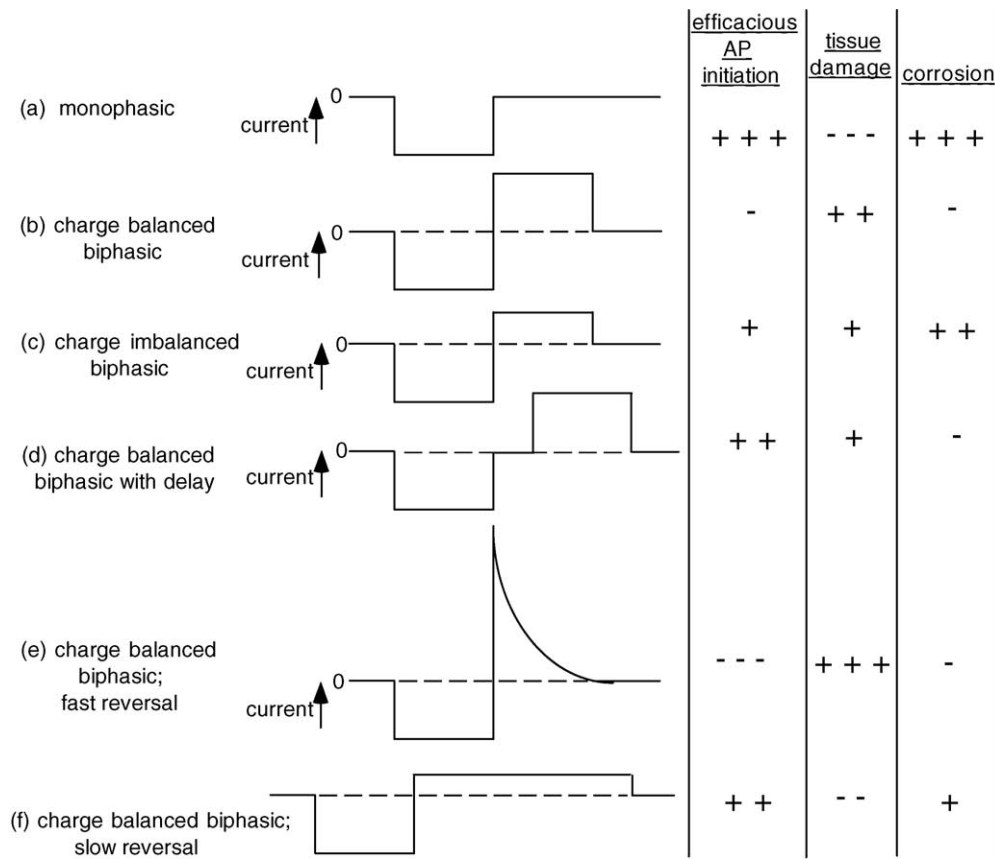 efficacious
AP
initiation
tissue
damage
corrosion
(a) monophasic
0
current
+ + +
- - -
+ + +
(b) charge balanced
biphasic
0
current
-
+ +
-
(c) charge imbalanced
biphasic
0
current
+
+
+ +
(d) charge balanced
biphasic with delay
0
current
+ +
+
-
(e) charge balanced
biphasic;
fast reversal
0
current
- - -
+ + +
-
(f) charge balanced biphasic;
slow reversal
+ +
- -
+